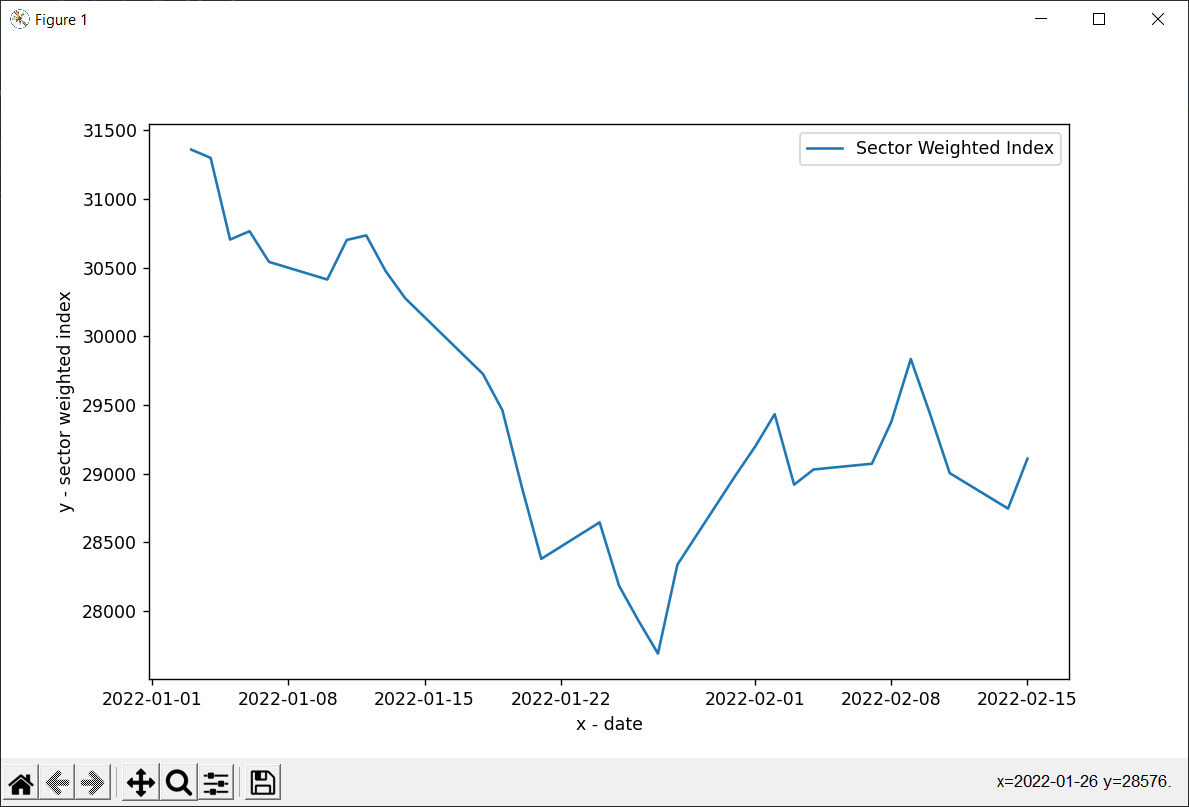 Figure 1
Sector Weighted Index
31500
31000
30500
30000
29500
29000
28500
28000
y - sector weighted index
2022-01-01 2022-01-08 2022-01-15 2022-01-22 2022-02-01 2022-02-08 2022-02-15
x - date
x=2022-01-26 y=28576.